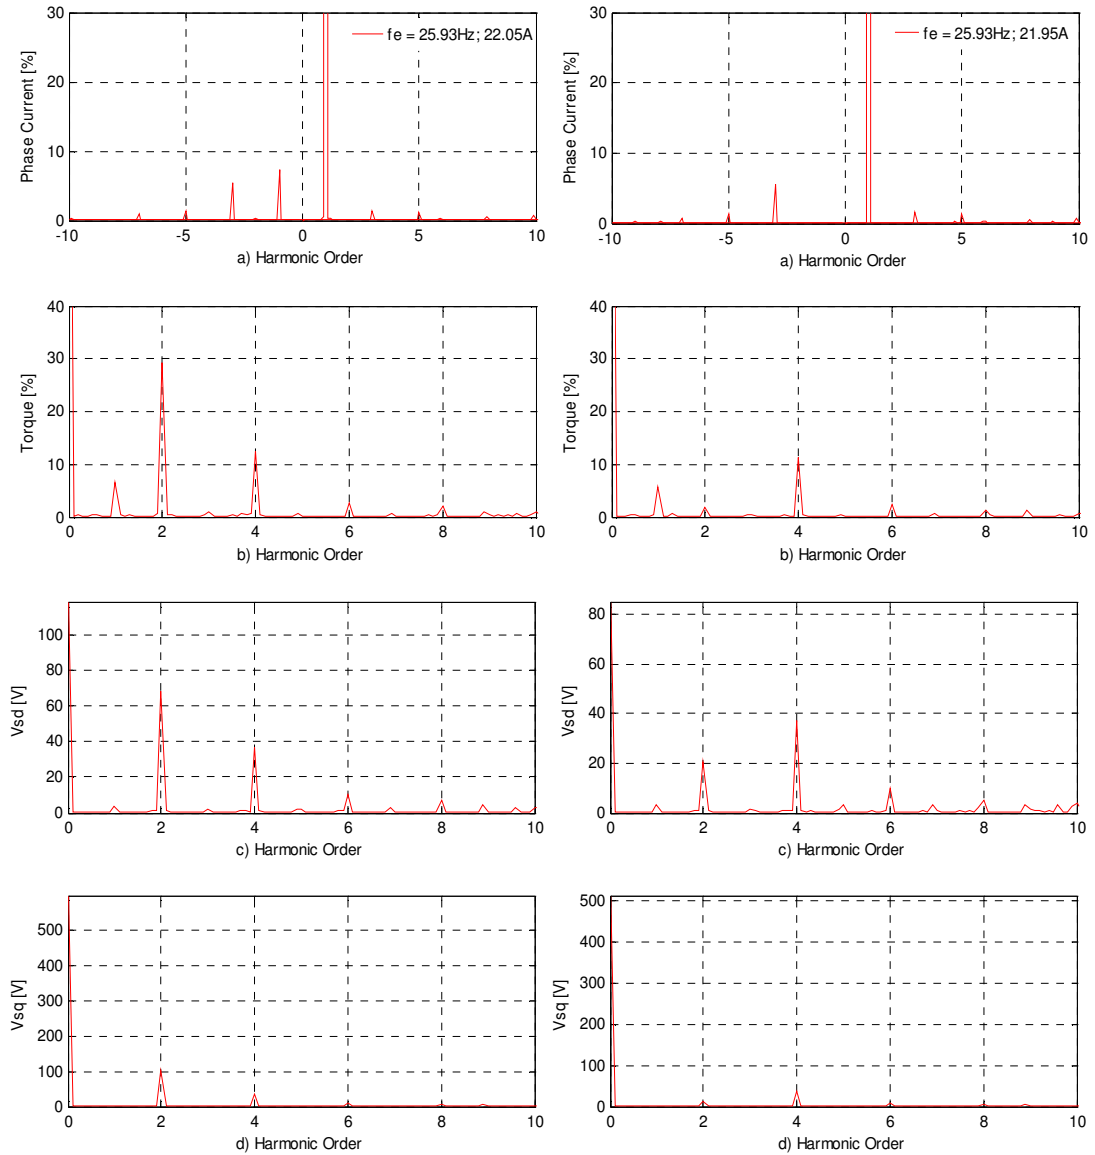 30
20
10
0
Phase Current [%]
fe = 25.93Hz; 22.05A
-10 -5 0 5 10
a) Harmonic Order
30
20
10
0
Phase Current [%]
fe = 25.93Hz; 21.95A
-10 -5 0 5 10
a) Harmonic Order
40
30
20
10
0
Torque [%]
0 2 4 6 8 10
b) Harmonic Order
40
30
20
10
0
Torque [%]
0 2 4 6 8 10
b) Harmonic Order
100
80
60
40
20
0
Vsd [V]
0 2 4 6 8 10
c) Harmonic Order
80
60
40
20
0
Vsd [V]
0 2 4 6 8 10
c) Harmonic Order
500
400
300
200
100
0
Vsq [V]
0 2 4 6 8 10
d) Harmonic Order
500
400
300
200
100
0
Vsq [V]
0 2 4 6 8 10
d) Harmonic Order